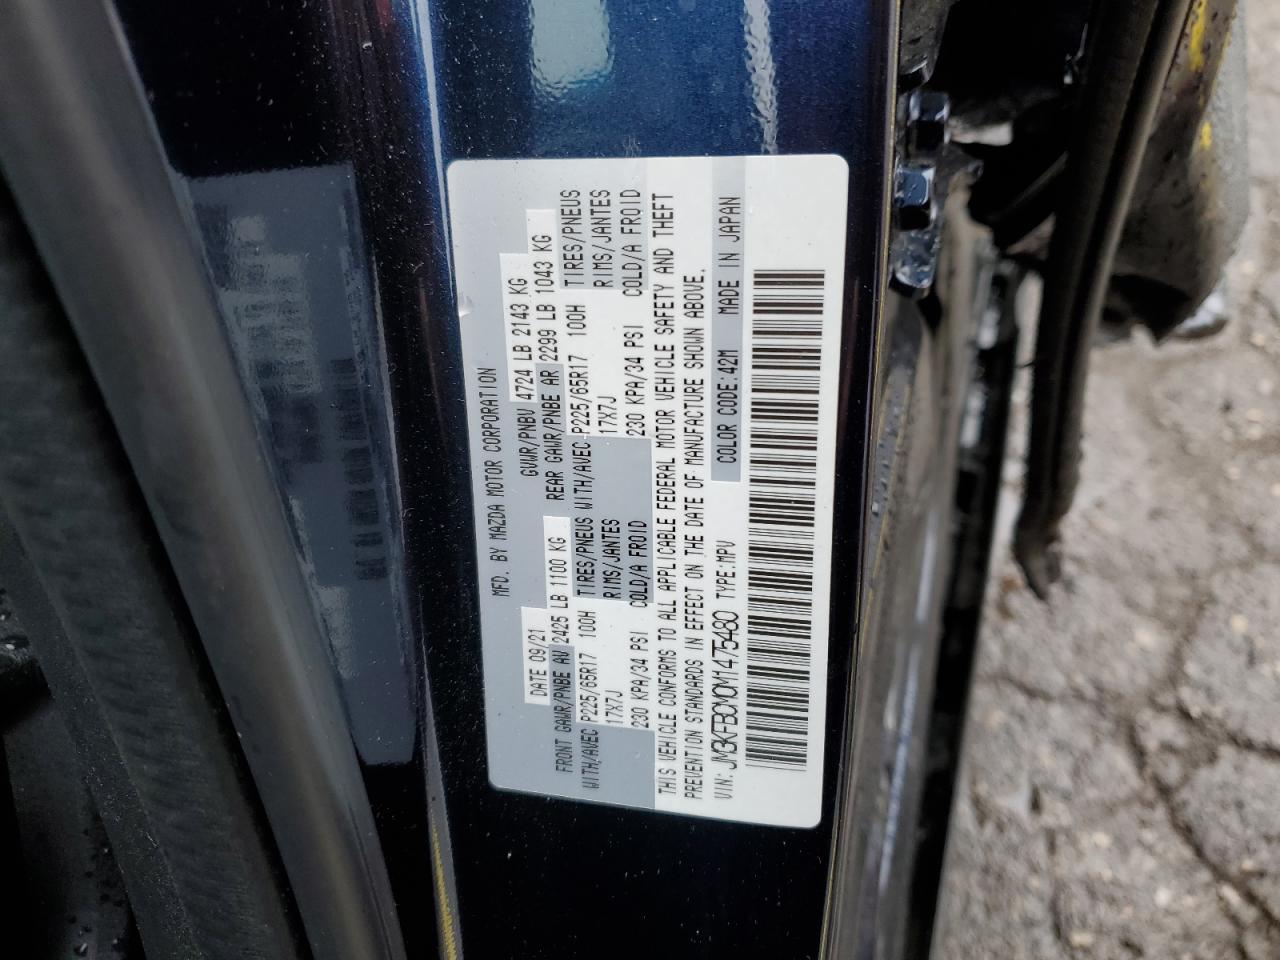 MFD. BY MAZDA MOTOR CORPORATION
DATE 09/21 GVWR/PNBV 4724 LB 2143 KG
FRONT GAWR/PNBE AV 2425 LB 1100 KG REAR GAWR/PNBE AR 2299 LB 1043 KG
WITH/AVEC P225/65R17 100H TIRES/PNEUS WITH/AVEC P225/65R17 100H TIRES/PNEUS
17X7J RIMS/JANTES 17X7J RIMS/JANTES
230 KPA/34 PSI COLD/A FROID 230 KPA/34 PSI COLD/A FROID
THIS VEHICLE CONFORMS TO ALL APPLICABLE FEDERAL MOTOR VEHICLE SAFETY AND THEFT
PREVENTION STANDARDS IN EFFECT ON THE DATE OF MANUFACTURE SHOWN ABOVE.
VIN: JM3KFBCM0M1475480 TYPE:MPV COLOR CODE:42M MADE IN JAPAN